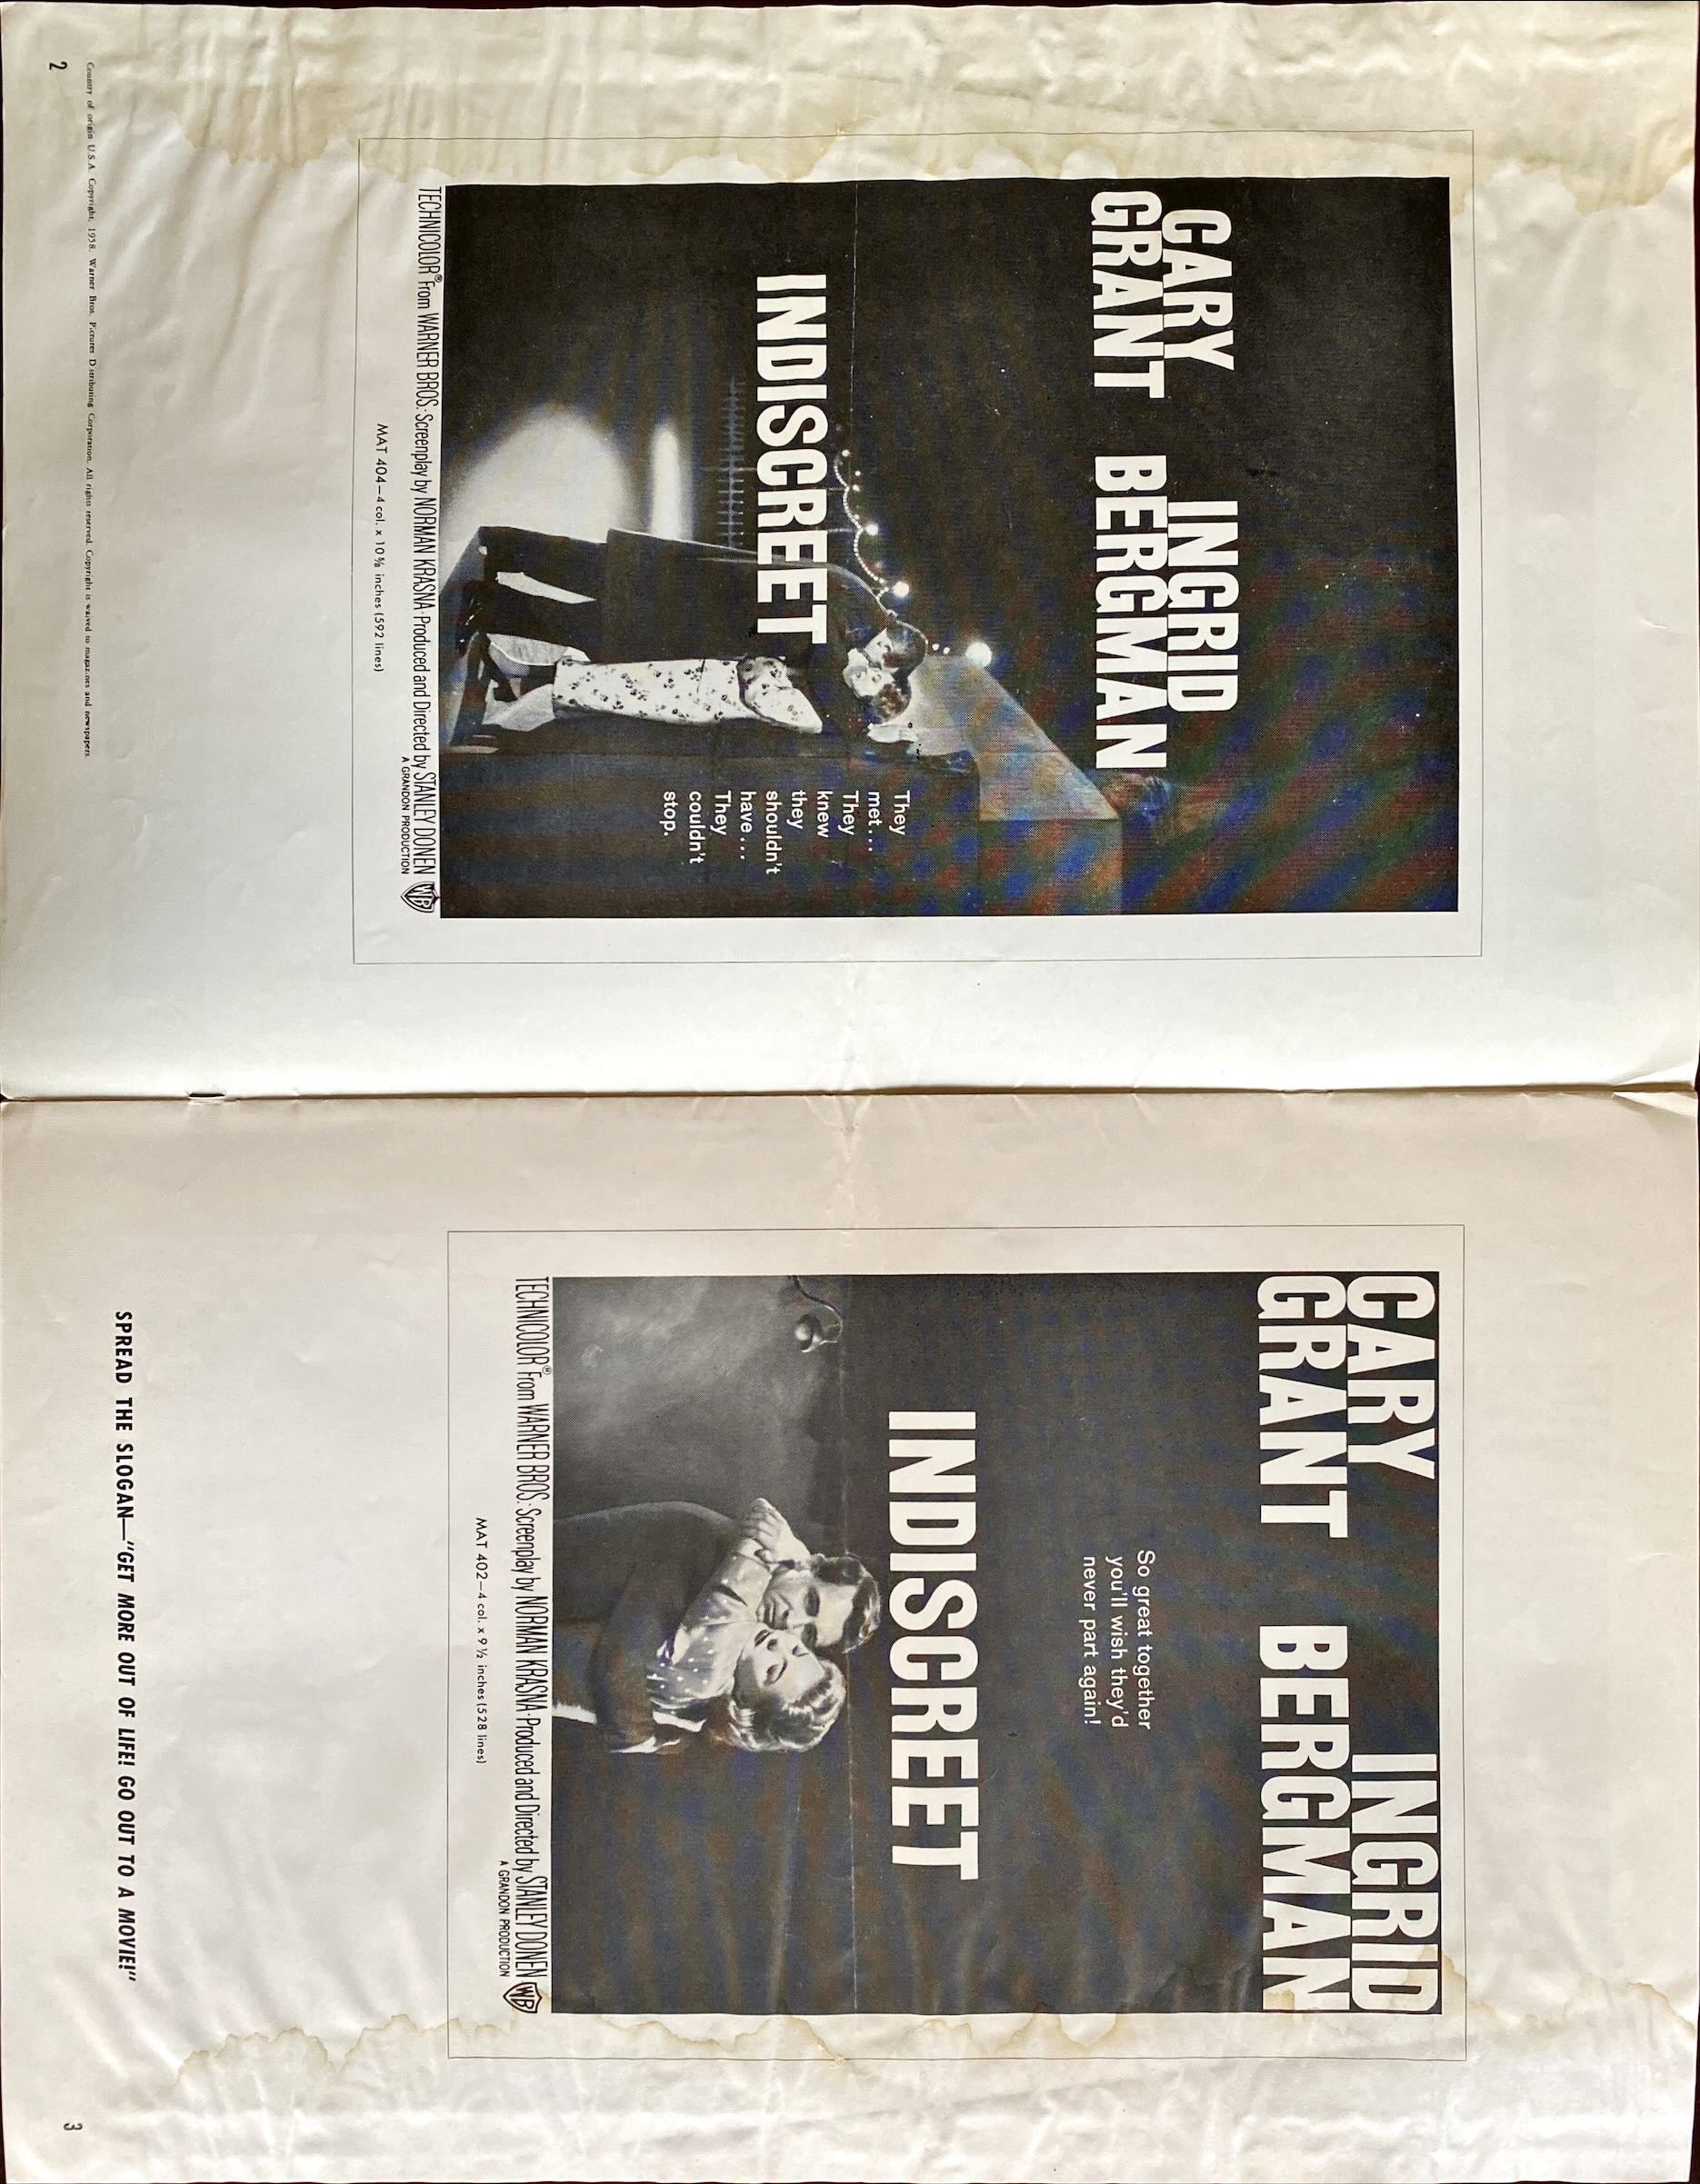 CARY INGRID
GRANT BERGMAN
They
met...
They
knew
they
shouldn't
have...
They
couldn't
stop.
INDISCREET
TECHNICOLOR® From WARNER BROS. · Screenplay by NORMAN KRASNA · Produced and Directed by STANLEY DONEN WB
A GRANDON PRODUCTION
MAT 404—4 col. x 10⅝ inches (592 lines)
Country of origin U.S.A. Copyright, 1958. Warner Bros. Pictures D stributing Corporation. All rights reserved. Copyright is waived to magazines and newspapers.
2
CARY INGRID
GRANT BERGMAN
So great together
you'll wish they'd
never part again!
INDISCREET
TECHNICOLOR® From WARNER BROS. · Screenplay by NORMAN KRASNA · Produced and Directed by STANLEY DONEN WB
A GRANDON PRODUCTION
MAT 402—4 col. x 9½ inches (528 lines)
SPREAD THE SLOGAN—"GET MORE OUT OF LIFE! GO OUT TO A MOVIE!"
3